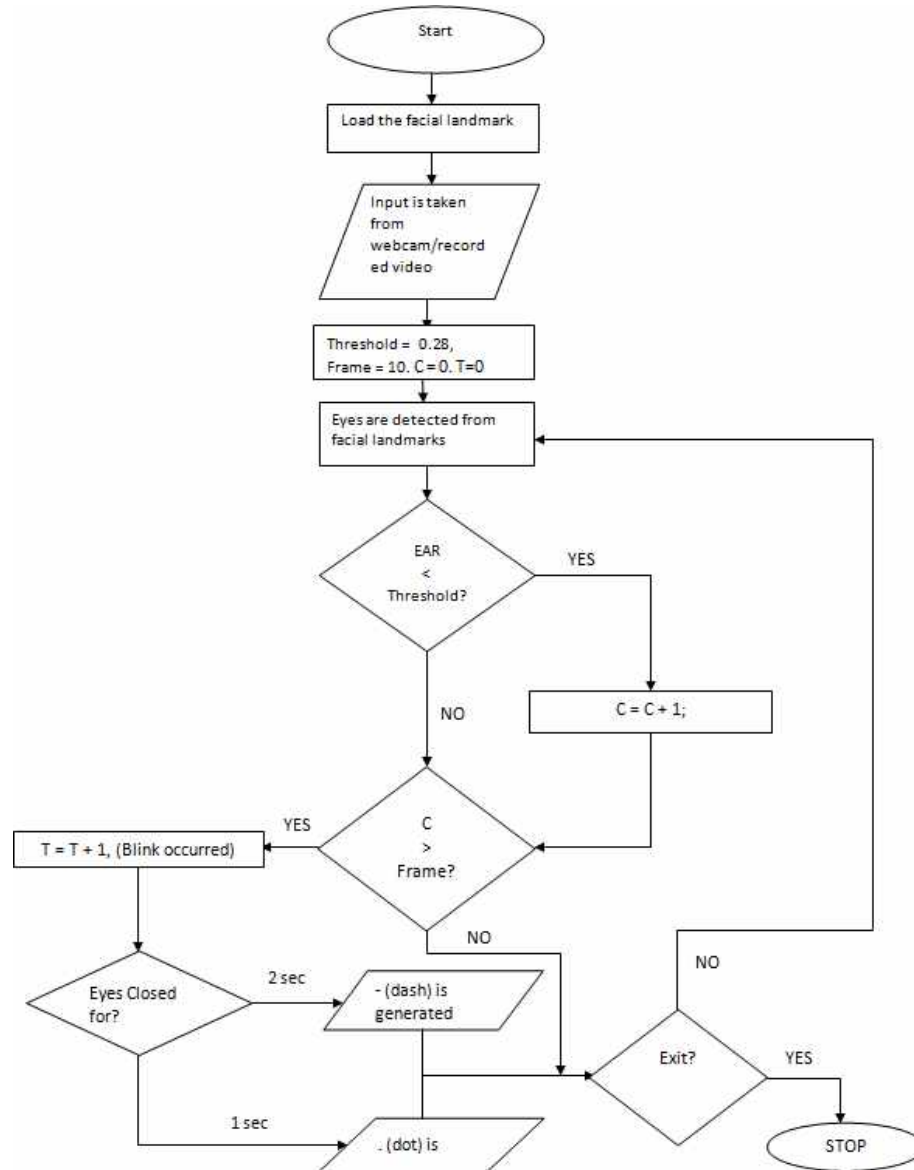 Start
Load the facial landmark
Input is taken
from
webcam/record
ed video
Threshold = 0.28,
Frame = 10. C=0. T=0
Eyes are detected from
facial landmarks
EAR
<
Threshold?
YES
NO
C = C + 1;
C
>
Frame?
YES
T = T + 1, (Blink occurred)
NO
NO
Eyes Closed
for?
2 sec
- (dash) is
generated
Exit?
YES
1 sec
. (dot) is
STOP